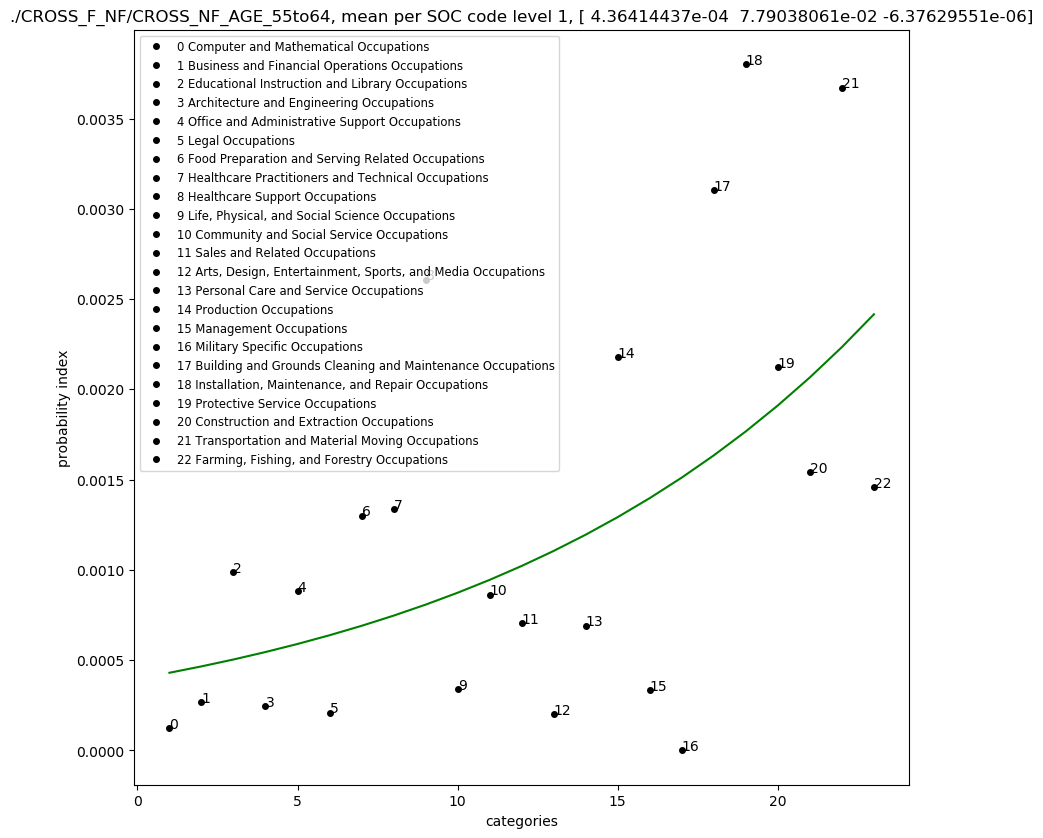 ./CROSS_F_NF/CROSS_NF_AGE_55to64, mean per SOC code level 1, [ 4.36414437e-04  7.79038061e-02 -6.37629551e-06]
0 Computer and Mathematical Occupations
1 Business and Financial Operations Occupations
2 Educational Instruction and Library Occupations
3 Architecture and Engineering Occupations
4 Office and Administrative Support Occupations
5 Legal Occupations
6 Food Preparation and Serving Related Occupations
7 Healthcare Practitioners and Technical Occupations
8 Healthcare Support Occupations
9 Life, Physical, and Social Science Occupations
10 Community and Social Service Occupations
11 Sales and Related Occupations
12 Arts, Design, Entertainment, Sports, and Media Occupations
13 Personal Care and Service Occupations
14 Production Occupations
15 Management Occupations
16 Military Specific Occupations
17 Building and Grounds Cleaning and Maintenance Occupations
18 Installation, Maintenance, and Repair Occupations
19 Protective Service Occupations
20 Construction and Extraction Occupations
21 Transportation and Material Moving Occupations
22 Farming, Fishing, and Forestry Occupations
18
21
17
14
19
20
22
6
7
2
4
10
11
13
9
15
1
3
5
12
0
16
0.0035
0.0030
0.0025
0.0020
0.0015
0.0010
0.0005
0.0000
probability index
0
5
10
15
20
categories